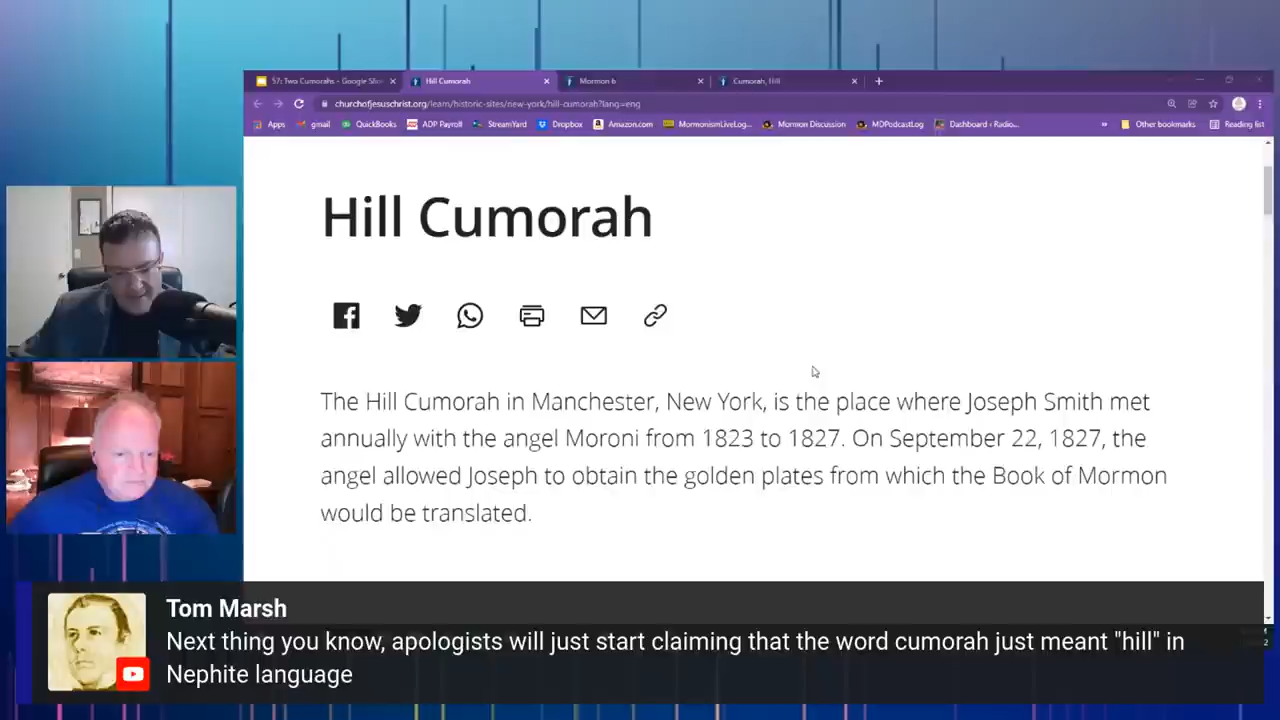 57: Two Cumorahs - Google Slid
Hill Cumorah
Mormon 6
Cumorah, Hill
churchofjesuschrist.org/learn/historic-sites/new-york/hill-cumorah?lang=eng
Apps gmail QuickBooks ADP Payroll StreamYard Dropbox Amazon.com MormonismLiveLog... Mormon Discussion MDPodcastLog Dashboard ‹ Radio... » Other bookmarks Reading list
Hill Cumorah
The Hill Cumorah in Manchester, New York, is the place where Joseph Smith met
annually with the angel Moroni from 1823 to 1827. On September 22, 1827, the
angel allowed Joseph to obtain the golden plates from which the Book of Mormon
would be translated.
Tom Marsh
Next thing you know, apologists will just start claiming that the word cumorah just meant "hill" in
Nephite language